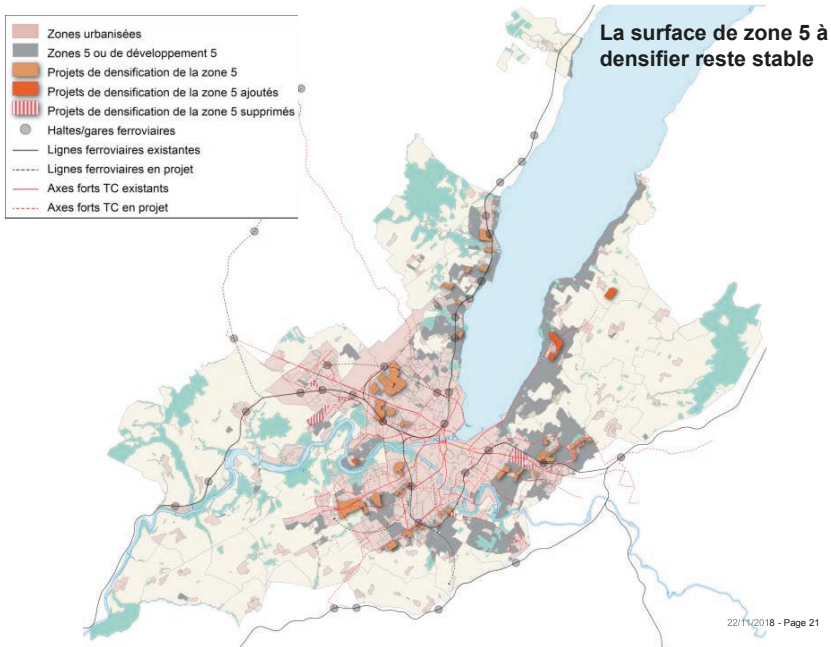 La surface de zone 5 à
densifier reste stable
Zones urbanisées
Zones 5 ou de développement 5
Projets de densification de la zone 5
Projets de densification de la zone 5 ajoutés
Projets de densification de la zone 5 supprimés
Haltes/gares ferroviaires
Lignes ferroviaires existantes
Lignes ferroviaires en projet
Axes forts TC existants
Axes forts TC en projet
22/11/2018 - Page 21